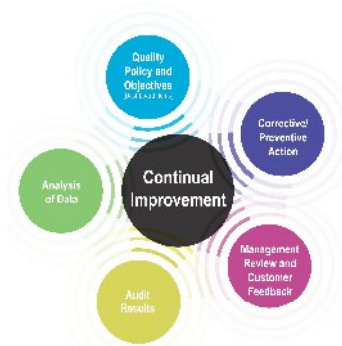 Quality
Policy and
Objectives
Corrective/
Preventive
Action
Continual
Improvement
Analysis
of Data
Management
Review and
Customer
Feedback
Audit
Results